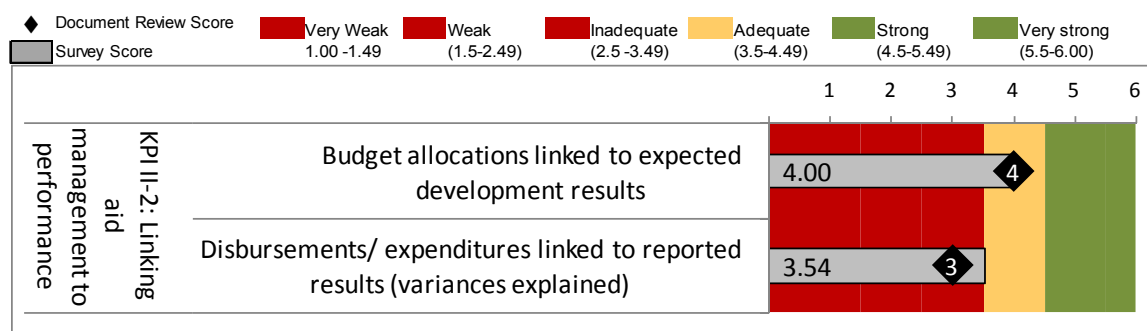 Document Review Score
Survey Score
Very Weak
1.00 -1.49
Weak
(1.5-2.49)
Inadequate
(2.5 -3.49)
Adequate
(3.5-4.49)
Strong
(4.5-5.49)
Very strong
(5.5-6.00)
1 2 3 4 5 6
KPI II-2: Linking
aid
management to
performance
Budget allocations linked to expected
development results
4.00
4
Disbursements/ expenditures linked to reported
results (variances explained)
3.54
3